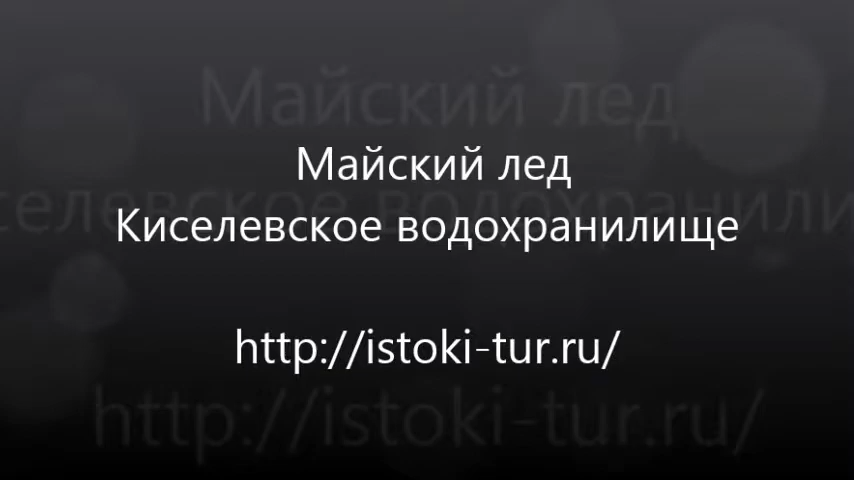 Майский лед
Киселевское водохранилище
http://istoki-tur.ru/